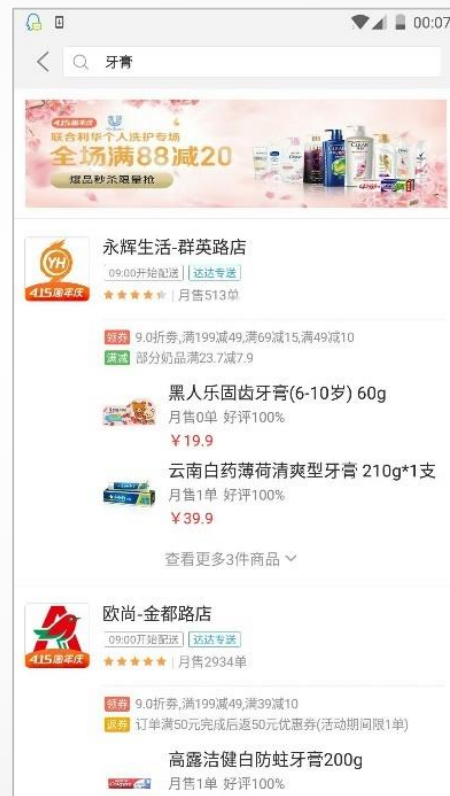 00:07
牙膏
4.15周年庆
联合利华个人洗护专场
全场满88减20
爆品秒杀限量抢
CLEAR
CLEAR
永辉生活-群英路店
YH
09:00开始配送 达达专送
4.15周年庆
月售513单
领券 9.0折券,满199减49,满69减15,满49减10
满减 部分奶品满23.7减7.9
黑人乐固齿牙膏(6-10岁) 60g
月售0单 好评100%
￥19.9
云南白药薄荷清爽型牙膏 210g*1支
月售1单 好评100%
￥39.9
查看更多3件商品
欧尚-金都路店
09:00开始配送 达达专送
4.15周年庆
月售2934单
领券 9.0折券,满199减49,满39减10
返券 订单满50元完成后返50元优惠券(活动期间限1单)
高露洁健白防蛀牙膏200g
月售1单 好评100%